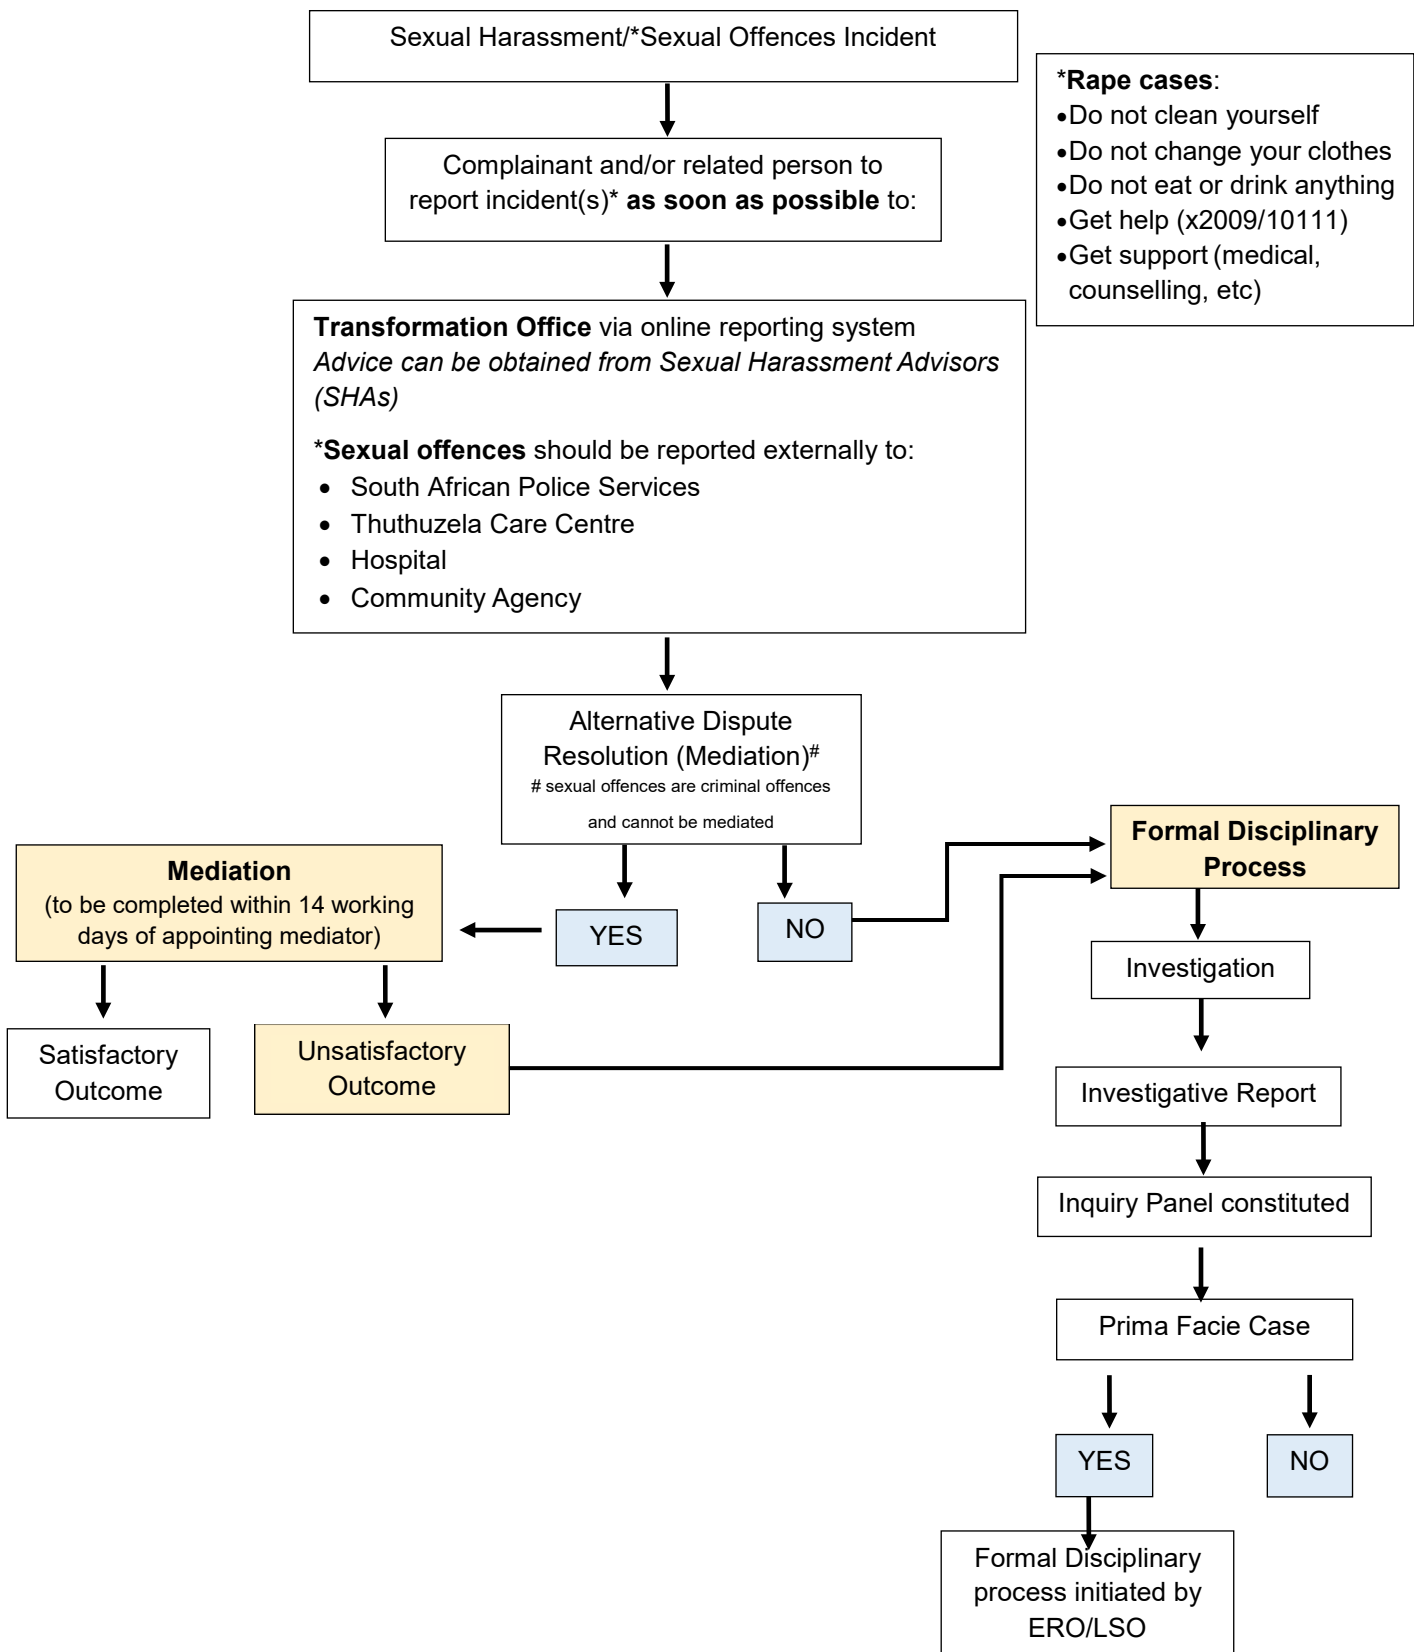 Sexual Harassment/*Sexual Offences Incident
*Rape cases:
•Do not clean yourself
•Do not change your clothes
•Do not eat or drink anything
•Get help (x2009/10111)
•Get support (medical,
counselling, etc)
Complainant and/or related person to
report incident(s)* as soon as possible to:
Transformation Office via online reporting system
Advice can be obtained from Sexual Harassment Advisors
(SHAs)
*Sexual offences should be reported externally to:
• South African Police Services
• Thuthuzela Care Centre
• Hospital
• Community Agency
Alternative Dispute
Resolution (Mediation)#
# sexual offences are criminal offences
and cannot be mediated
YES
NO
Mediation
(to be completed within 14 working
days of appointing mediator)
Satisfactory
Outcome
Unsatisfactory
Outcome
Formal Disciplinary
Process
Investigation
Investigative Report
Inquiry Panel constituted
Prima Facie Case
YES
NO
Formal Disciplinary
process initiated by
ERO/LSO